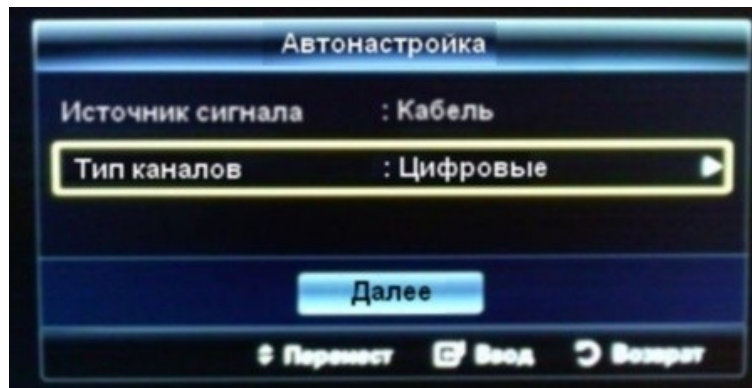 Автонастройка
Источник сигнала : Кабель
Тип каналов : Цифровые
Далее
Перемест Ввод Возврат